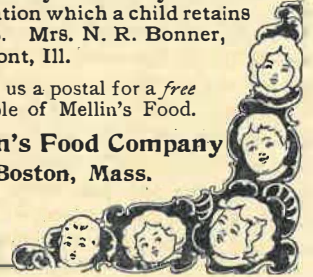 ation which a child retains
. Mrs. N. R. Bonner,
ont, Ill.
us a postal for a free
le of Mellin's Food.
n's Food Company
Boston, Mass.